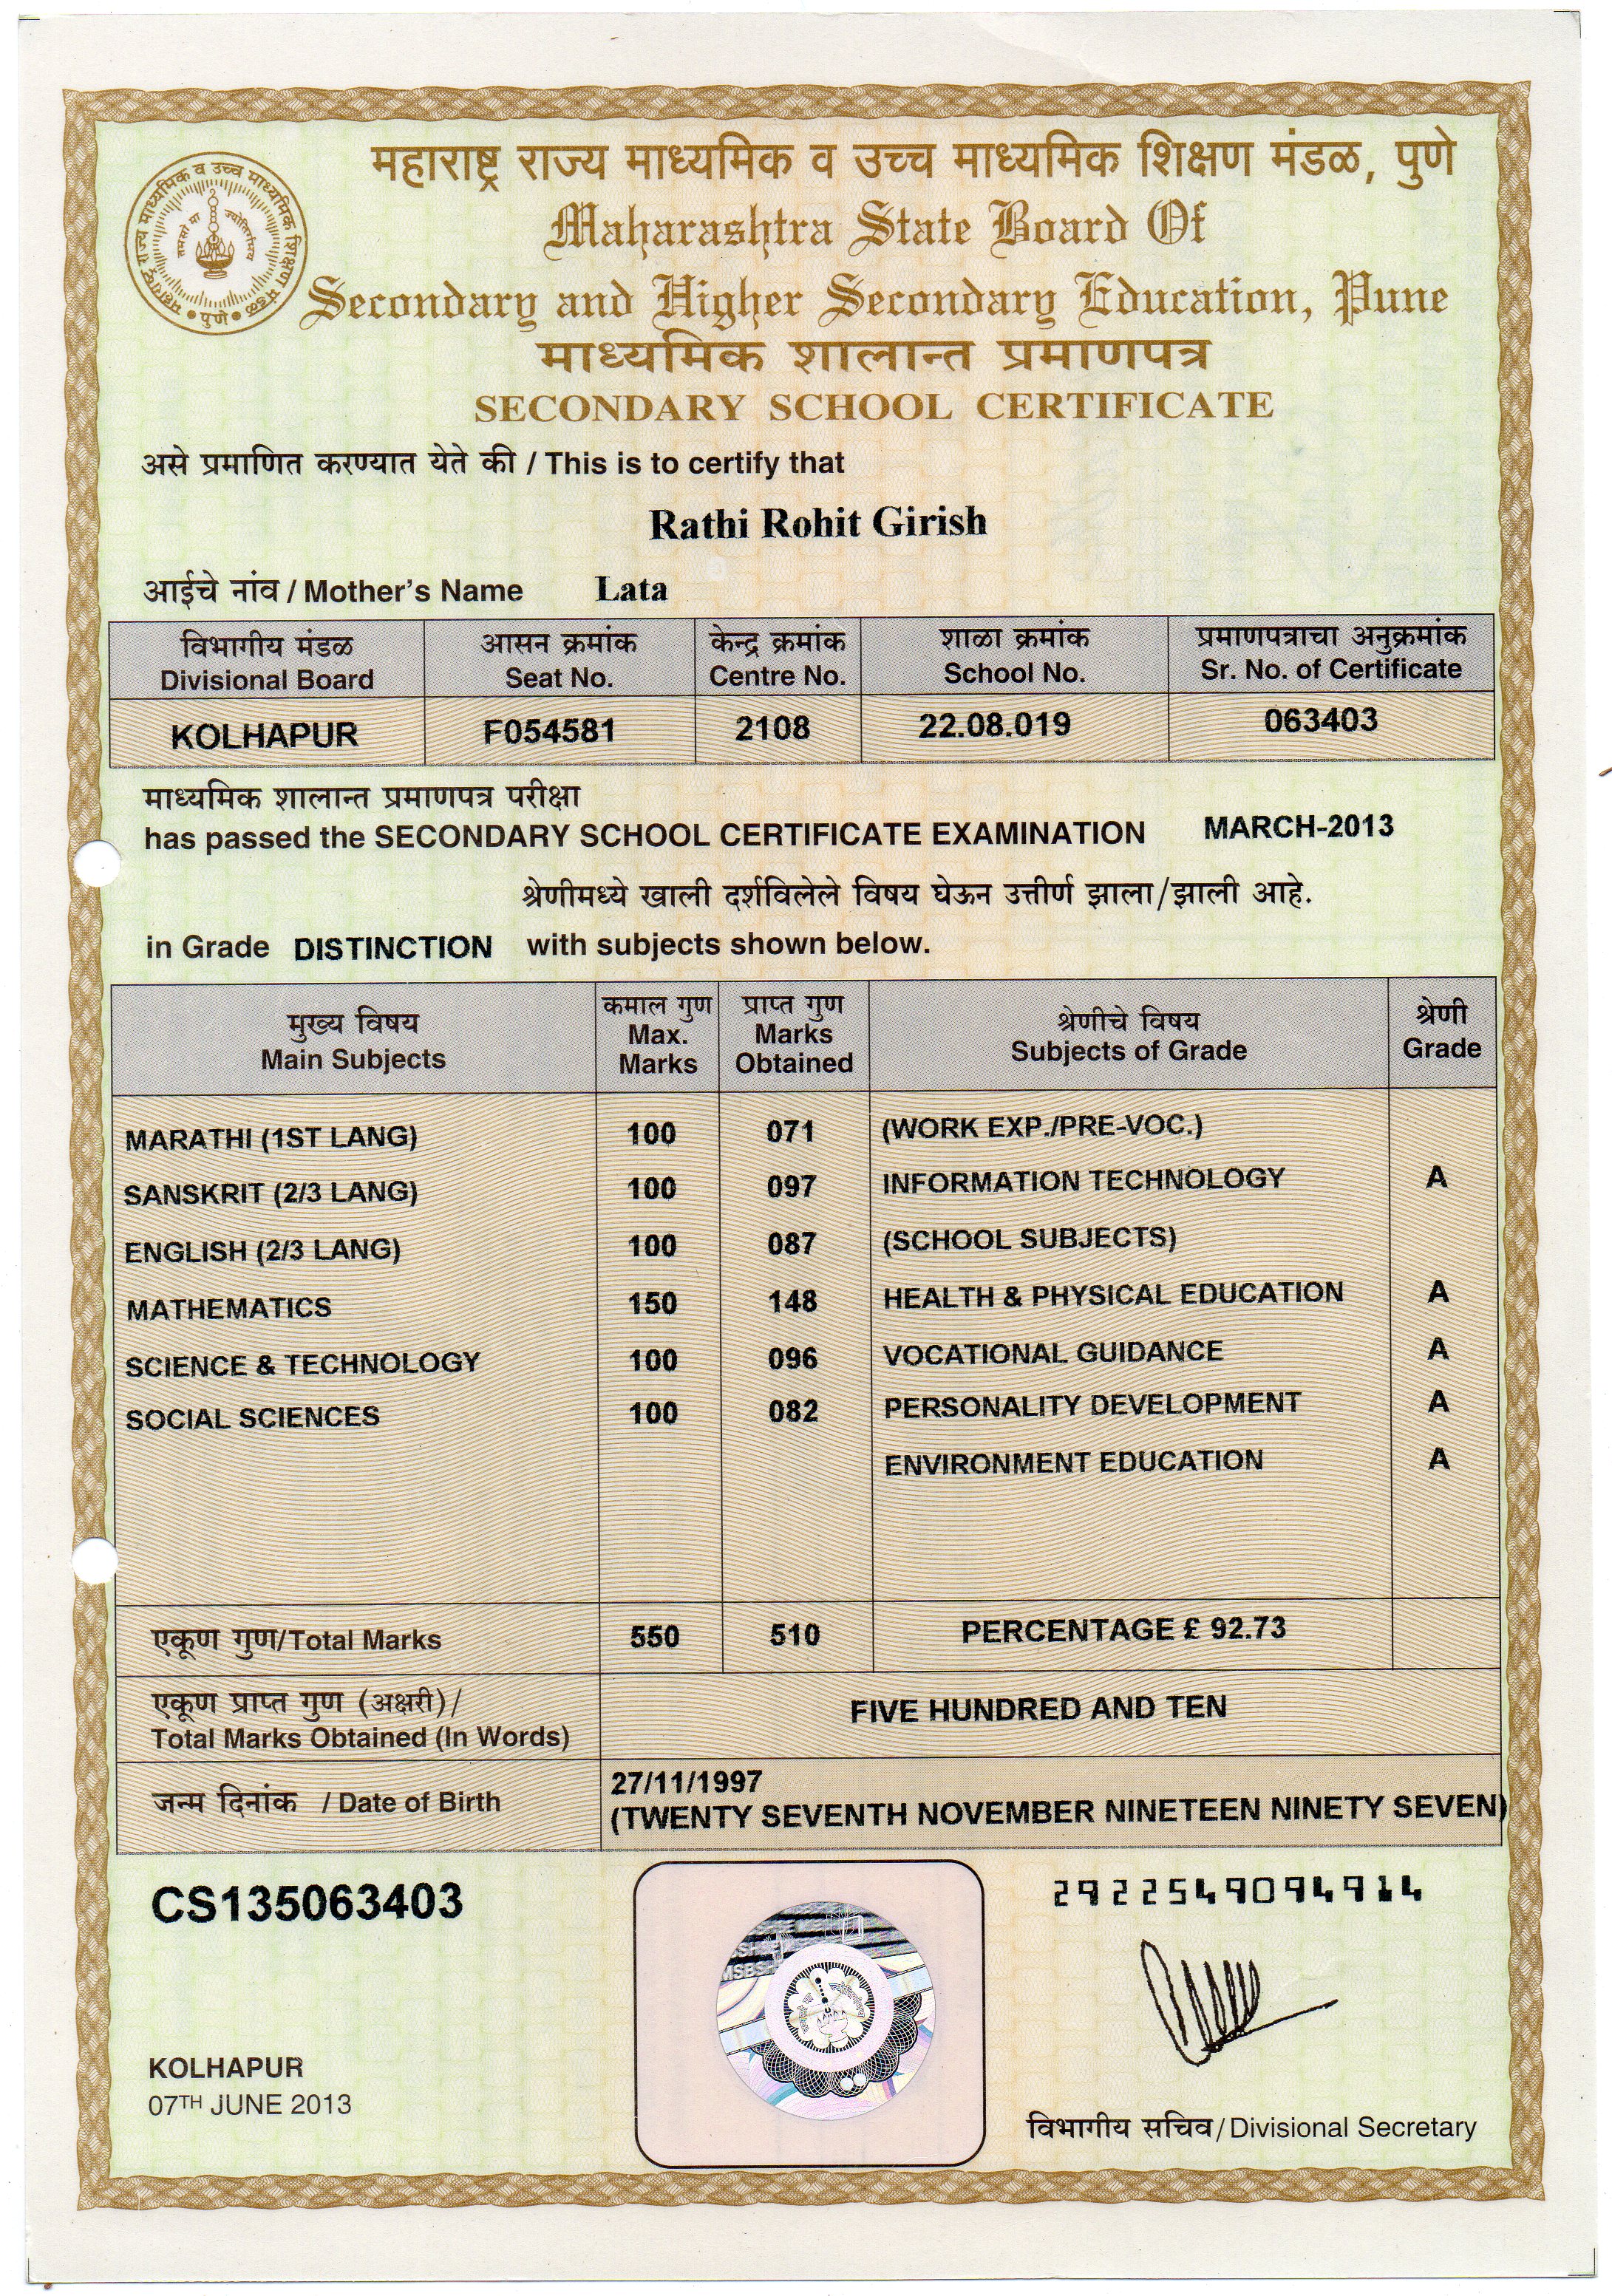 महाराष्ट्र राज्य माध्यमिक व उच्च माध्यमिक शिक्षण मंडळ, पुणे
Maharashtra State Board Of
Secondary and Higher Secondary Education, Pune
माध्यमिक शालान्त प्रमाणपत्र
SECONDARY SCHOOL CERTIFICATE
महाराष्ट्र राज्य माध्यमिक व उच्च माध्यमिक शिक्षण मंडळ
पुणे
तमसो मा ज्योतिर्गमय
असे प्रमाणित करण्यात येते की / This is to certify that
Rathi Rohit Girish
आईचे नांव / Mother's Name Lata
विभागीय मंडळ आसन क्रमांक केन्द्र क्रमांक शाळा क्रमांक प्रमाणपत्राचा अनुक्रमांक
Divisional Board Seat No. Centre No. School No. Sr. No. of Certificate
KOLHAPUR F054581 2108 22.08.019 063403
माध्यमिक शालान्त प्रमाणपत्र परीक्षा
has passed the SECONDARY SCHOOL CERTIFICATE EXAMINATION MARCH-2013
श्रेणीमध्ये खाली दर्शविलेले विषय घेऊन उत्तीर्ण झाला/झाली आहे.
in Grade DISTINCTION with subjects shown below.
मुख्य विषय कमाल गुण प्राप्त गुण श्रेणीचे विषय श्रेणी
Main Subjects Max. Marks Marks Obtained Subjects of Grade Grade
MARATHI (1ST LANG) 100 071 (WORK EXP./PRE-VOC.)
SANSKRIT (2/3 LANG) 100 097 INFORMATION TECHNOLOGY A
ENGLISH (2/3 LANG) 100 087 (SCHOOL SUBJECTS)
MATHEMATICS 150 148 HEALTH & PHYSICAL EDUCATION A
SCIENCE & TECHNOLOGY 100 096 VOCATIONAL GUIDANCE A
SOCIAL SCIENCES 100 082 PERSONALITY DEVELOPMENT A
ENVIRONMENT EDUCATION A
एकूण गुण/Total Marks 550 510 PERCENTAGE £ 92.73
एकूण प्राप्त गुण (अक्षरी)/
Total Marks Obtained (In Words) FIVE HUNDRED AND TEN
जन्म दिनांक / Date of Birth 27/11/1997
(TWENTY SEVENTH NOVEMBER NINETEEN NINETY SEVEN)
CS135063403 2922549094914
KOLHAPUR
07TH JUNE 2013
विभागीय सचिव/Divisional Secretary